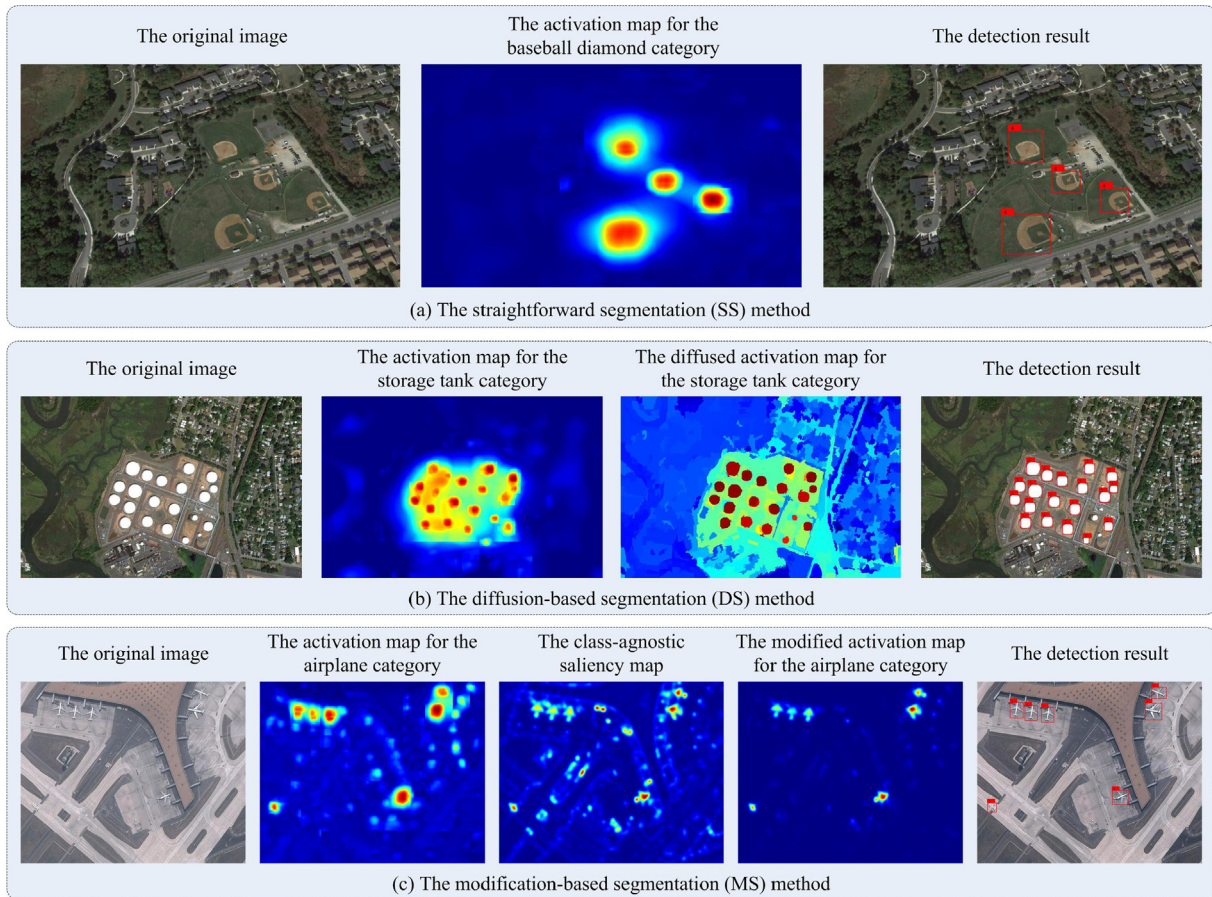 The original image
The activation map for the
baseball diamond category
The detection result
(a) The straightforward segmentation (SS) method
The original image
The activation map for the
storage tank category
The diffused activation map for
the storage tank category
The detection result
(b) The diffusion-based segmentation (DS) method
The original image
The activation map for the
airplane category
The class-agnostic
saliency map
The modified activation map
for the airplane category
The detection result
(c) The modification-based segmentation (MS) method